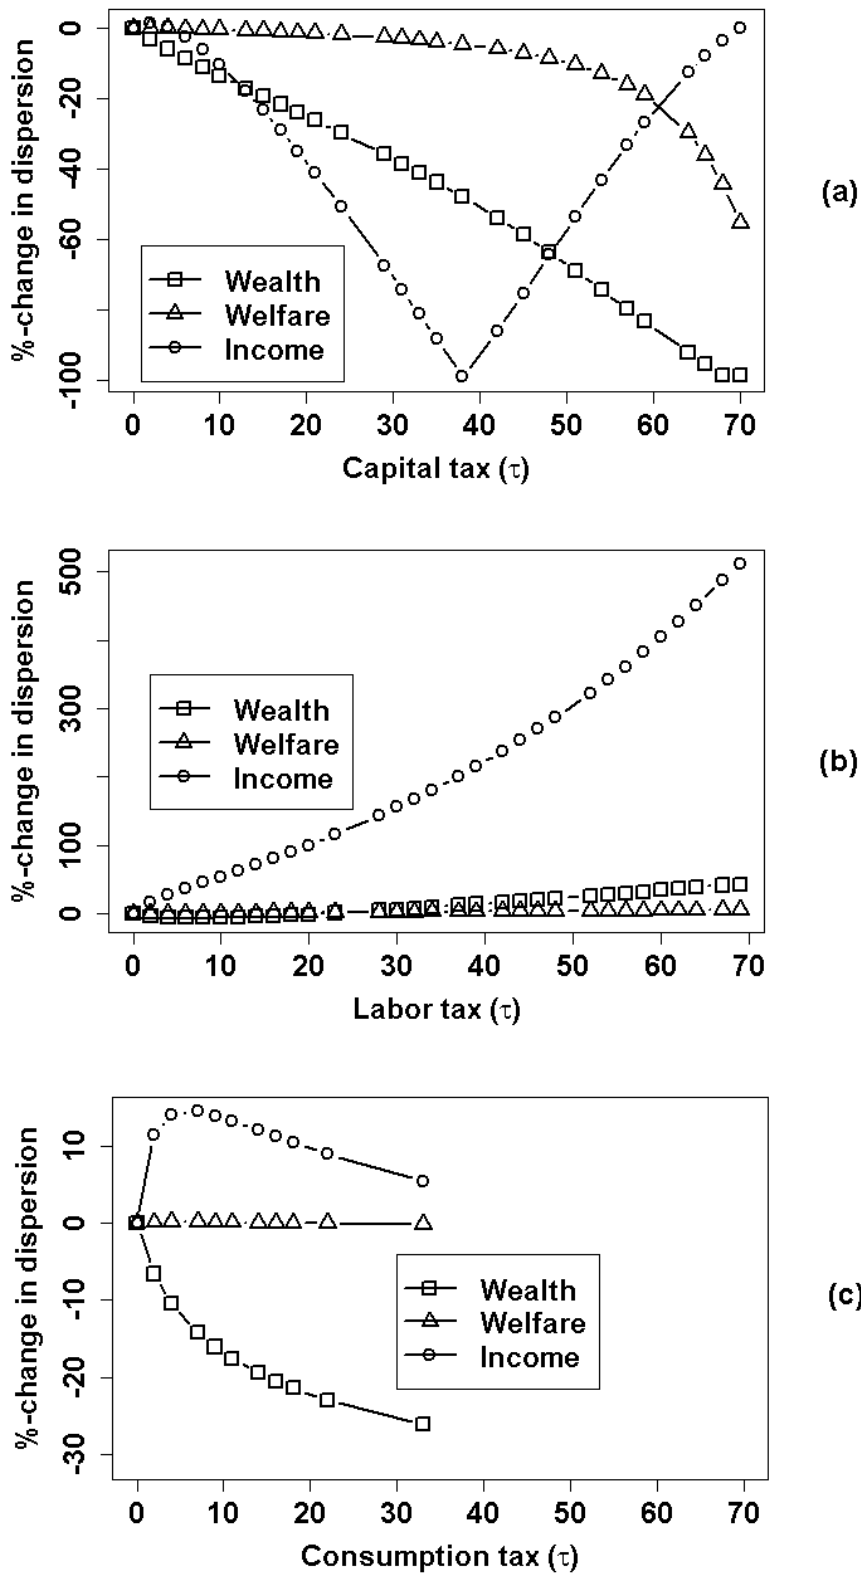 %-change in dispersion
0
-20
-40
-60
-100
Wealth
Welfare
Income
0 10 20 30 40 50 60 70
Capital tax (τ)
(a)
%-change in dispersion
500
300
100
0
Wealth
Welfare
Income
0 10 20 30 40 50 60 70
Labor tax (τ)
(b)
%-change in dispersion
10
0
-10
-20
-30
Wealth
Welfare
Income
0 10 20 30 40 50 60 70
Consumption tax (τ)
(c)